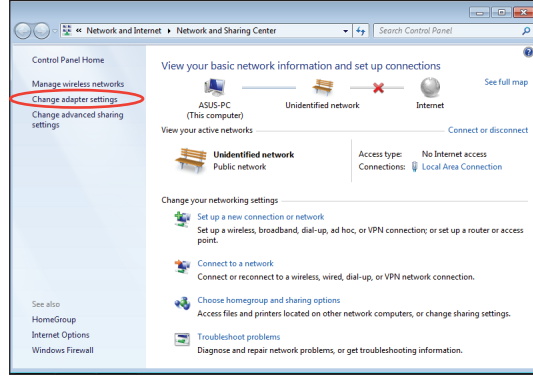 « Network and Internet ▸ Network and Sharing Center
Search Control Panel
Control Panel Home
Manage wireless networks
Change adapter settings
Change advanced sharing
settings
See also
HomeGroup
Internet Options
Windows Firewall
View your basic network information and set up connections
See full map
ASUS-PC
(This computer)
Unidentified network
Internet
View your active networks
Connect or disconnect
Unidentified network
Public network
Access type: No Internet access
Connections: Local Area Connection
Change your networking settings
Set up a new connection or network
Set up a wireless, broadband, dial-up, ad hoc, or VPN connection; or set up a router or access
point.
Connect to a network
Connect or reconnect to a wireless, wired, dial-up, or VPN network connection.
Choose homegroup and sharing options
Access files and printers located on other network computers, or change sharing settings.
Troubleshoot problems
Diagnose and repair network problems, or get troubleshooting information.